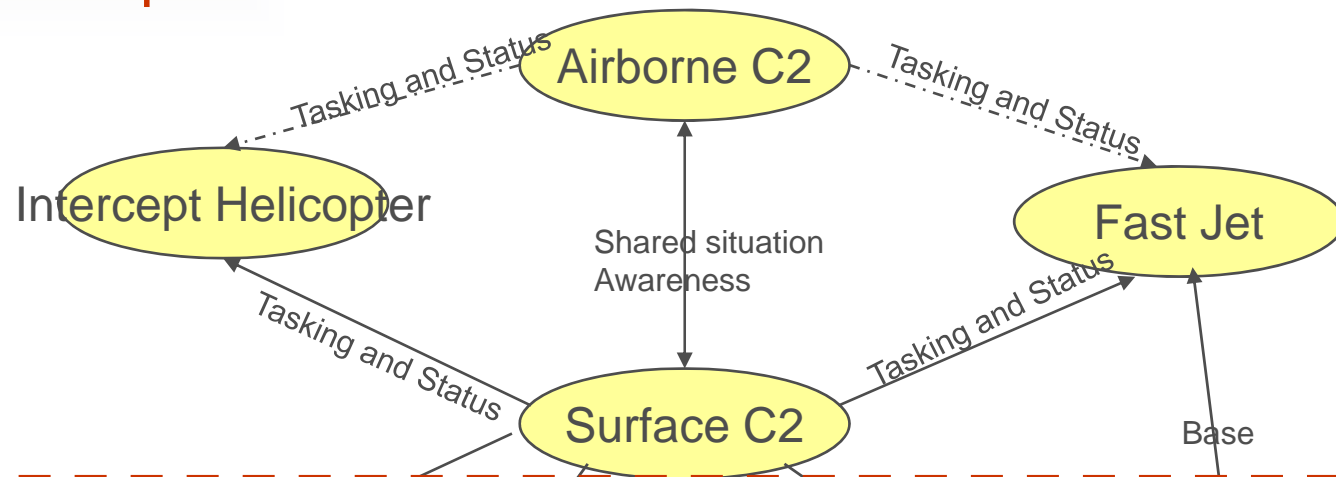 Airborne C2
Tasking and Status
Tasking and Status
Intercept Helicopter
Fast Jet
Shared situation
Awareness
Tasking and Status
Tasking and Status
Surface C2
Base